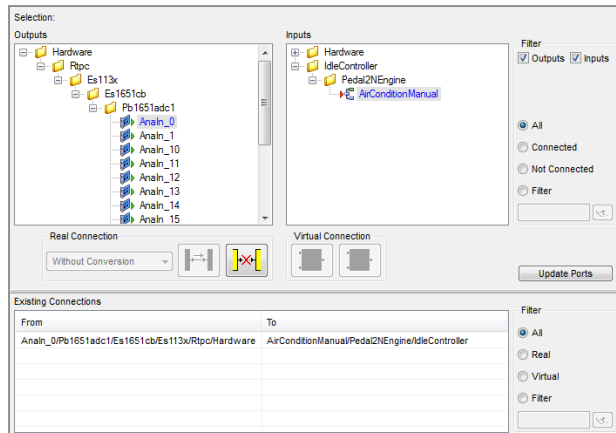 Selection:
Outputs
Hardware
Rtpc
Es113x
Es1651cb
Pb1651adc1
AnaIn_0
AnaIn_1
AnaIn_10
AnaIn_11
AnaIn_12
AnaIn_13
AnaIn_14
AnaIn_15
Inputs
Hardware
IdleController
Pedal2NEngine
AirConditionManual
Filter
Outputs Inputs
All
Connected
Not Connected
Filter
Real Connection
Without Conversion
Virtual Connection
Update Ports
Existing Connections
From To
AnaIn_0/Pb1651adc1/Es1651cb/Es113x/Rtpc/Hardware AirConditionManual/Pedal2NEngine/IdleController
Filter
All
Real
Virtual
Filter